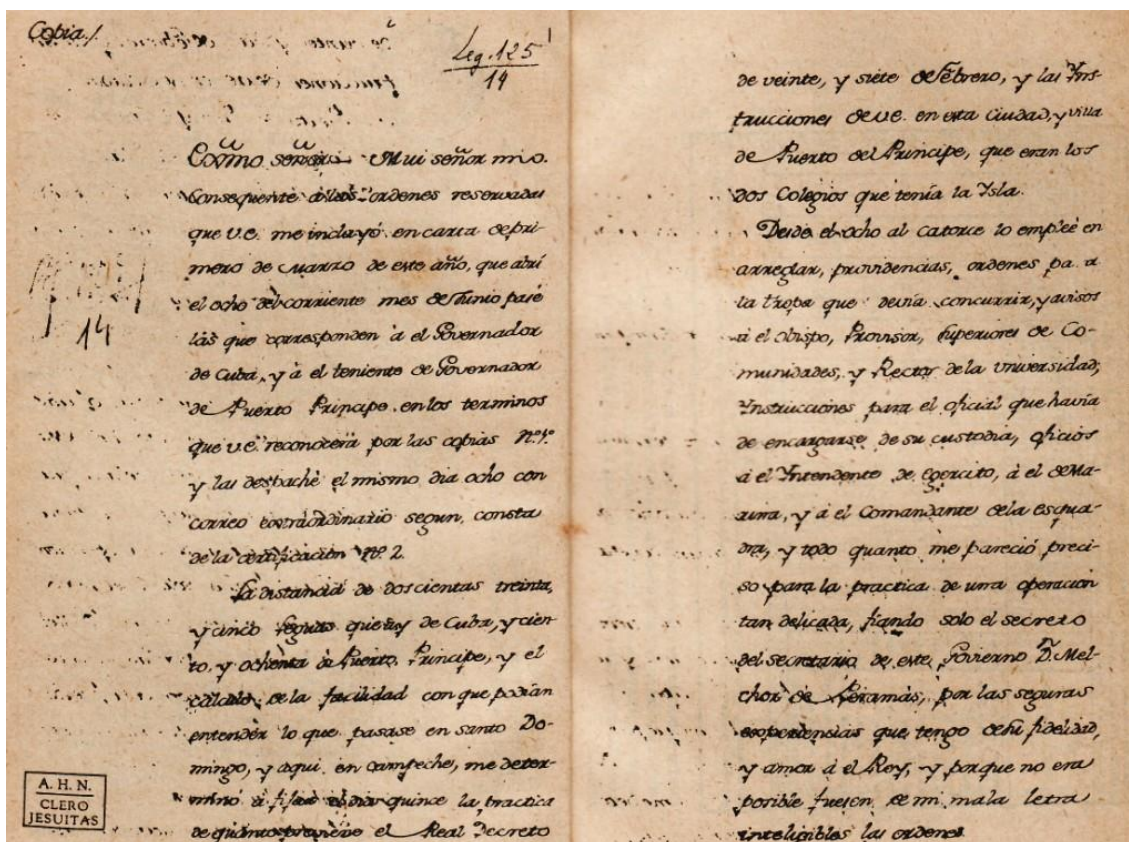 Copia./
Leg. 125
14
1
14
Exmo señor Mui señor mio.
Consequente á las ordenes reservadas
que V.E. me incluyó en carta de pri-
mero de Marzo de este año, que abrí
el ocho del corriente mes de Junio pasé
las que corresponden á el Governador
de Cuba, y á el teniente de Governador
de Puerto Principe en los terminos
que V.E. reconocerá por las copias nº 1º
y las despaché el mismo dia ocho con
correo extraordinario segun consta
de la certificación nº 2.
La distancia de doscientas treinta,
y cinco leguas que ay de Cuba, y cien-
to, y ochenta de Puerto Principe, y el
calculo de la facilidad con que podian
entender lo que pasase en santo Do-
mingo, y aqui en campeche, me deter-
minó á fixar el dia quince la practica
de quanto previene el Real Decreto
A. H. N.
CLERO
JESUITAS
de veinte, y siete de Febrero, y las Yns-
trucciones de V.E. en esta Ciudad, y villa
de Puerto del Principe, que eran los
dos Colegios que tenía la Ysla.
Desde el ocho al catorce lo empleé en
arreglar, providencias, ordenes pa. a
la tropa que devía concurrir, y avisos
á el obispo, Provisor, superiores de Co-
munidades, y Rector de la Universidad,
Ynstrucciones para el oficial que havía
de encargarse de su custodia, oficios
á el Yntendente de Egercito, á el de Ma-
rina, y á el Comandante de la esqua-
dra, y todo quanto me pareció preci-
so para la practica de una operacion
tan delicada, fiando solo el secreto
del secretario de este Govierno Dn. Mel-
chor de por las seguras
experiencias que tengo de su fidelidad,
y amor á el Rey, y porque no era
posible fuesen de mi mala letra
inteligibles las ordenes